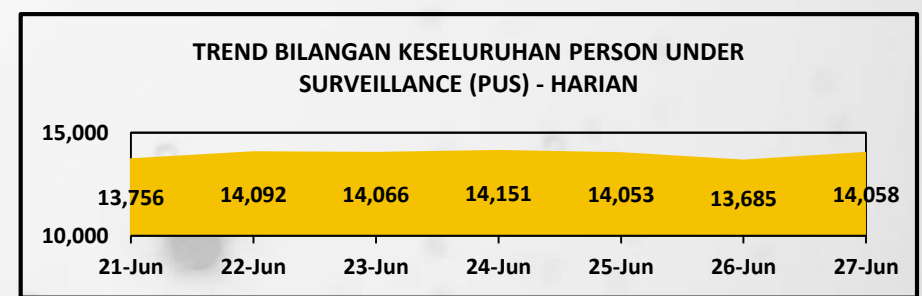 TREND BILANGAN KESELURUHAN PERSON UNDER
SURVEILLANCE (PUS) - HARIAN
15,000
13,756 14,092 14,066 14,151 14,053 13,685 14,058
10,000
21-Jun 22-Jun 23-Jun 24-Jun 25-Jun 26-Jun 27-Jun